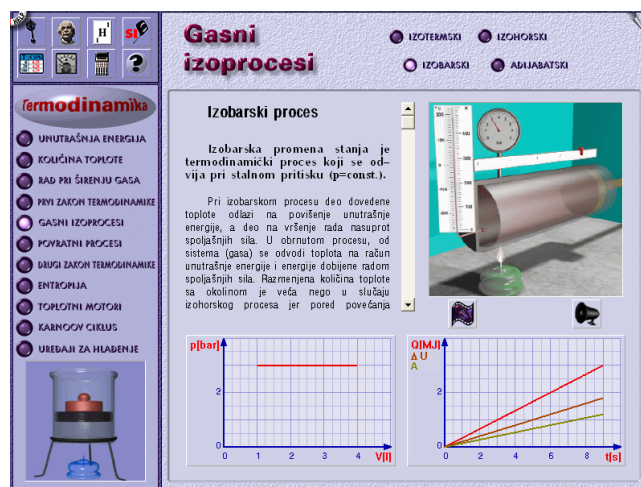 H
SI
?
Gasni
izoprocesi
IZOTERMSKI
IZOHORSKI
IZOBARSKI
ADIJABATSKI
Termodinamika
UNUTRAŠNJA ENERGIJA
KOLIČINA TOPLOTE
RAD PRI ŠIRENJU GASA
PRVI ZAKON TERMODINAMIKE
GASNI IZOPROCESI
POVRATNI PROCESI
DRUGI ZAKON TERMODINAMIKE
ENTROPIJA
TOPLOTNI MOTORI
KARNOOV CIKLUS
UREĐAJI ZA HLAĐENJE
Izobarski proces
Izobarska promena stanja je
termodinamički proces koji se od–
vija pri stalnom pritisku (p=const.).
Pri izobarskom procesu deo dovedene
toplote odlazi na povišenje unutrašnje
energije, a deo na vršenje rada nasuprot
spoljašnjih sila. U obrnutom procesu, od
sistema (gasa) se odvodi toplota na račun
unutrašnje energije i energije dobijene radom
spoljašnjih sila. Razmenjena količina toplote
sa okolinom je veća nego u slučaju
izohorskog procesa jer pored povećanja
p[bar]
2
0
0 1 2 3 4
V[l]
Q[MJ]
Δ U
A
2
0
0 2 4 6 8
t[s]